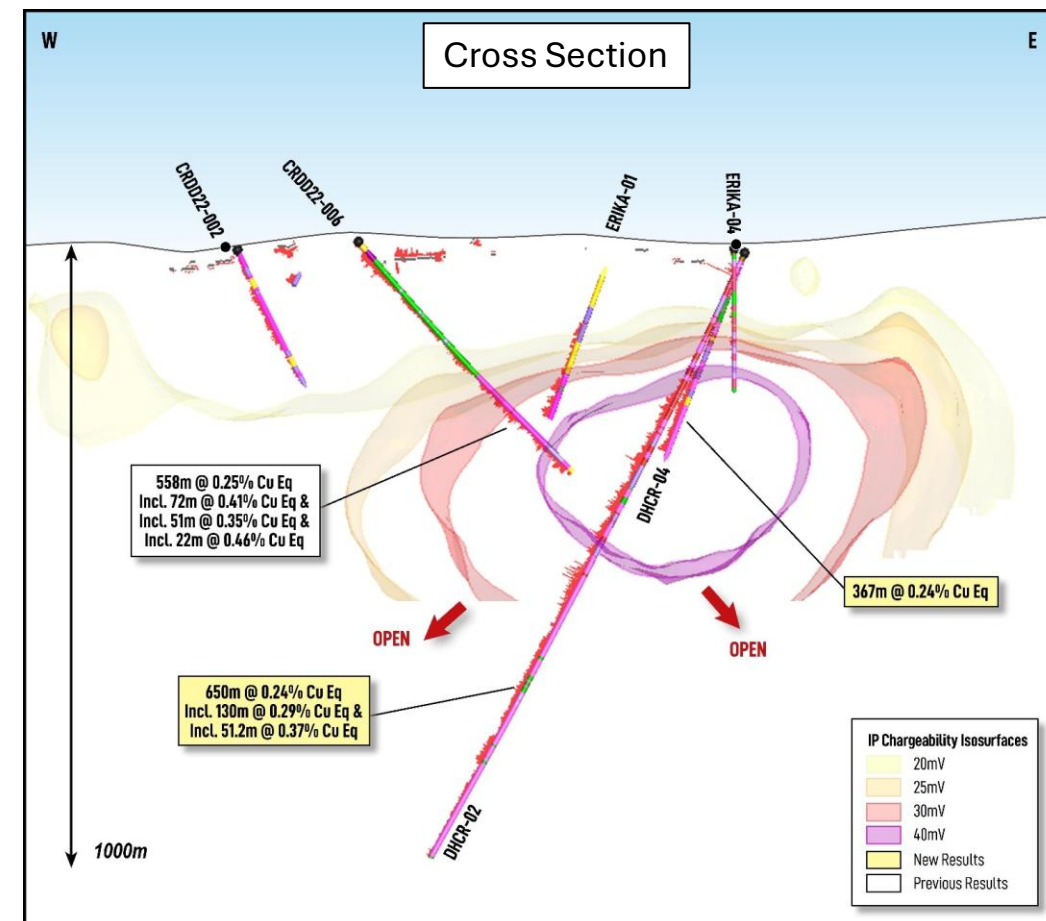 Cross Section
W
E
CRDD22-002
CRDD22-006
ERIKA-01
ERIKA-04
558m @ 0.25% Cu Eq
Incl. 72m @ 0.41% Cu Eq &
Incl. 51m @ 0.35% Cu Eq &
Incl. 22m @ 0.46% Cu Eq
DHCR-04
367m @ 0.24% Cu Eq
OPEN
OPEN
650m @ 0.24% Cu Eq
Incl. 130m @ 0.29% Cu Eq &
Incl. 51.2m @ 0.37% Cu Eq
DHCR-02
1000m
IP Chargeability Isosurfaces
20mV
25mV
30mV
40mV
New Results
Previous Results